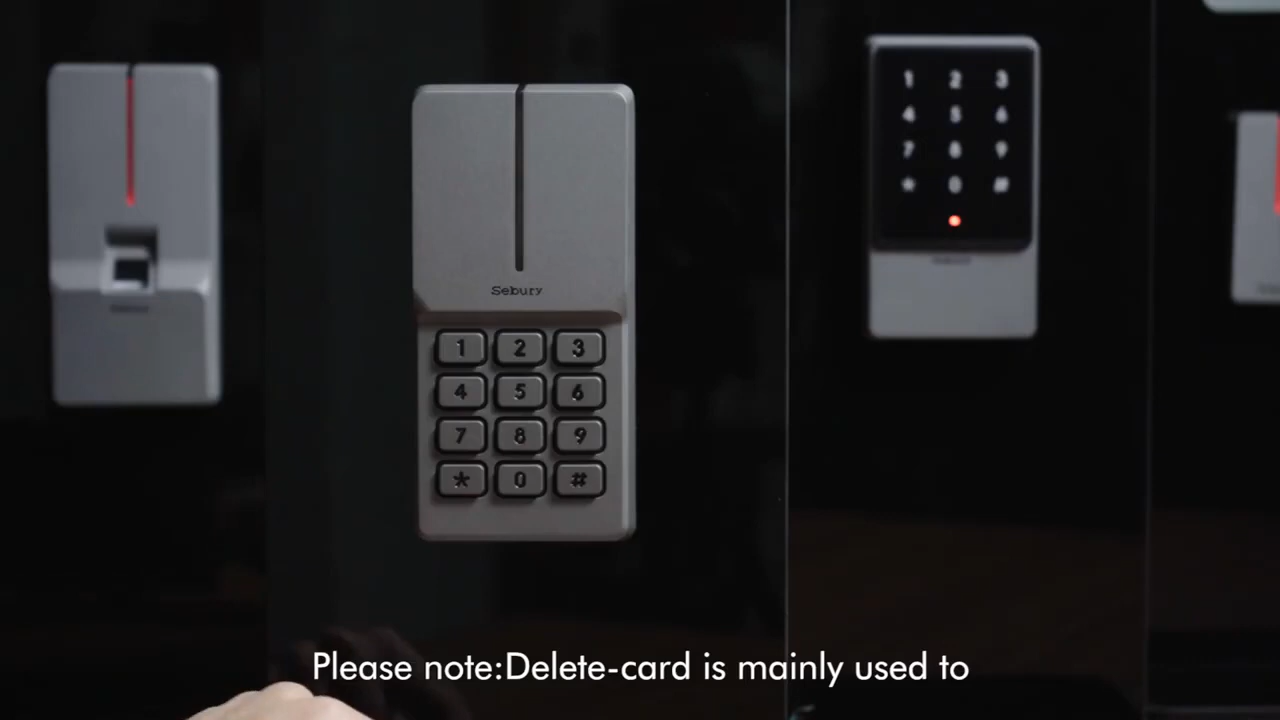 1 2 3
4 5 6
7 8 9
* 0 #
Sebury
1 2 3
4 5 6
7 8 9
* 0 #
Please note:Delete-card is mainly used to